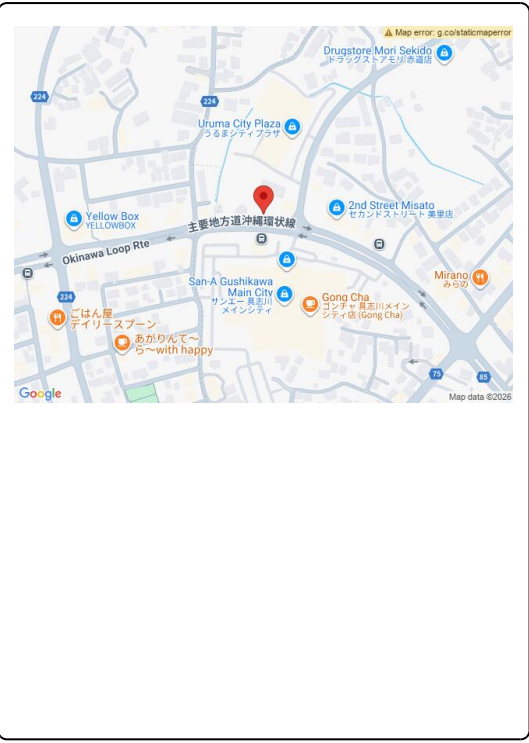 Map error: g.co/staticmaperror
Drugstore Mori Sekido
ドラッグストアモリ 赤道店
224
224
Uruma City Plaza
うるまシティプラザ
2nd Street Misato
セカンドストリート 美里店
Yellow Box
YELLOWBOX
主要地方道沖縄環状線
Okinawa Loop Rte
Mirano
みらの
San-A Gushikawa
Main City
サンエー 具志川
メインシティ
Gong Cha
ゴンチャ 具志川メイン
シティ店 (Gong Cha)
224
ごはん屋
デイリースプーン
あがりんて〜
ら〜with happy
75
85
Google
Map data ©2026